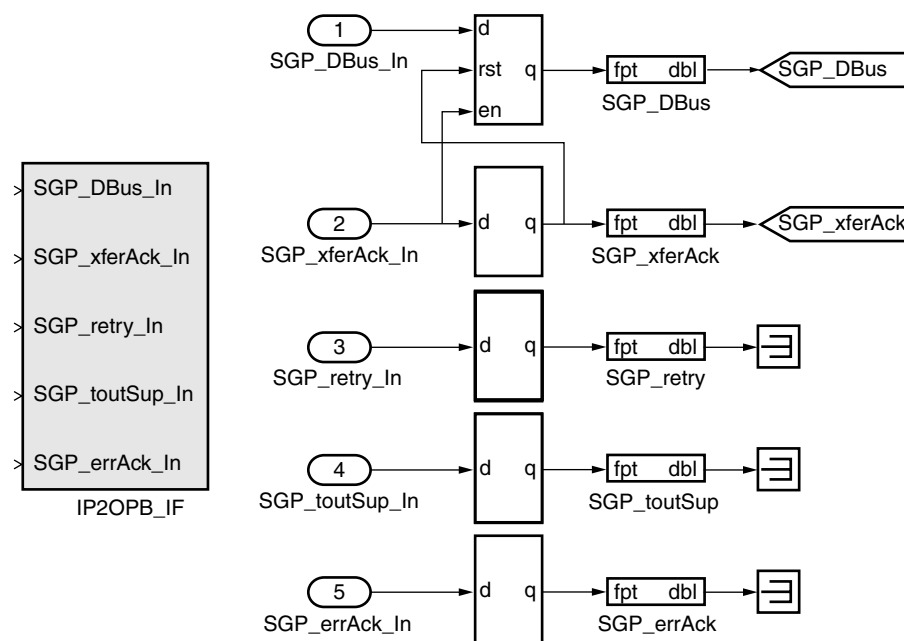 1
SGP_DBus_In
d
rst
en
q
fpt dbl
SGP_DBus
SGP_DBus
SGP_DBus_In
SGP_xferAck_In
SGP_retry_In
SGP_toutSup_In
SGP_errAck_In
IP2OPB_IF
2
SGP_xferAck_In
d q
fpt dbl
SGP_xferAck
SGP_xferAck
3
SGP_retry_In
d q
fpt dbl
SGP_retry
4
SGP_toutSup_In
d q
fpt dbl
SGP_toutSup
5
SGP_errAck_In
d q
fpt dbl
SGP_errAck